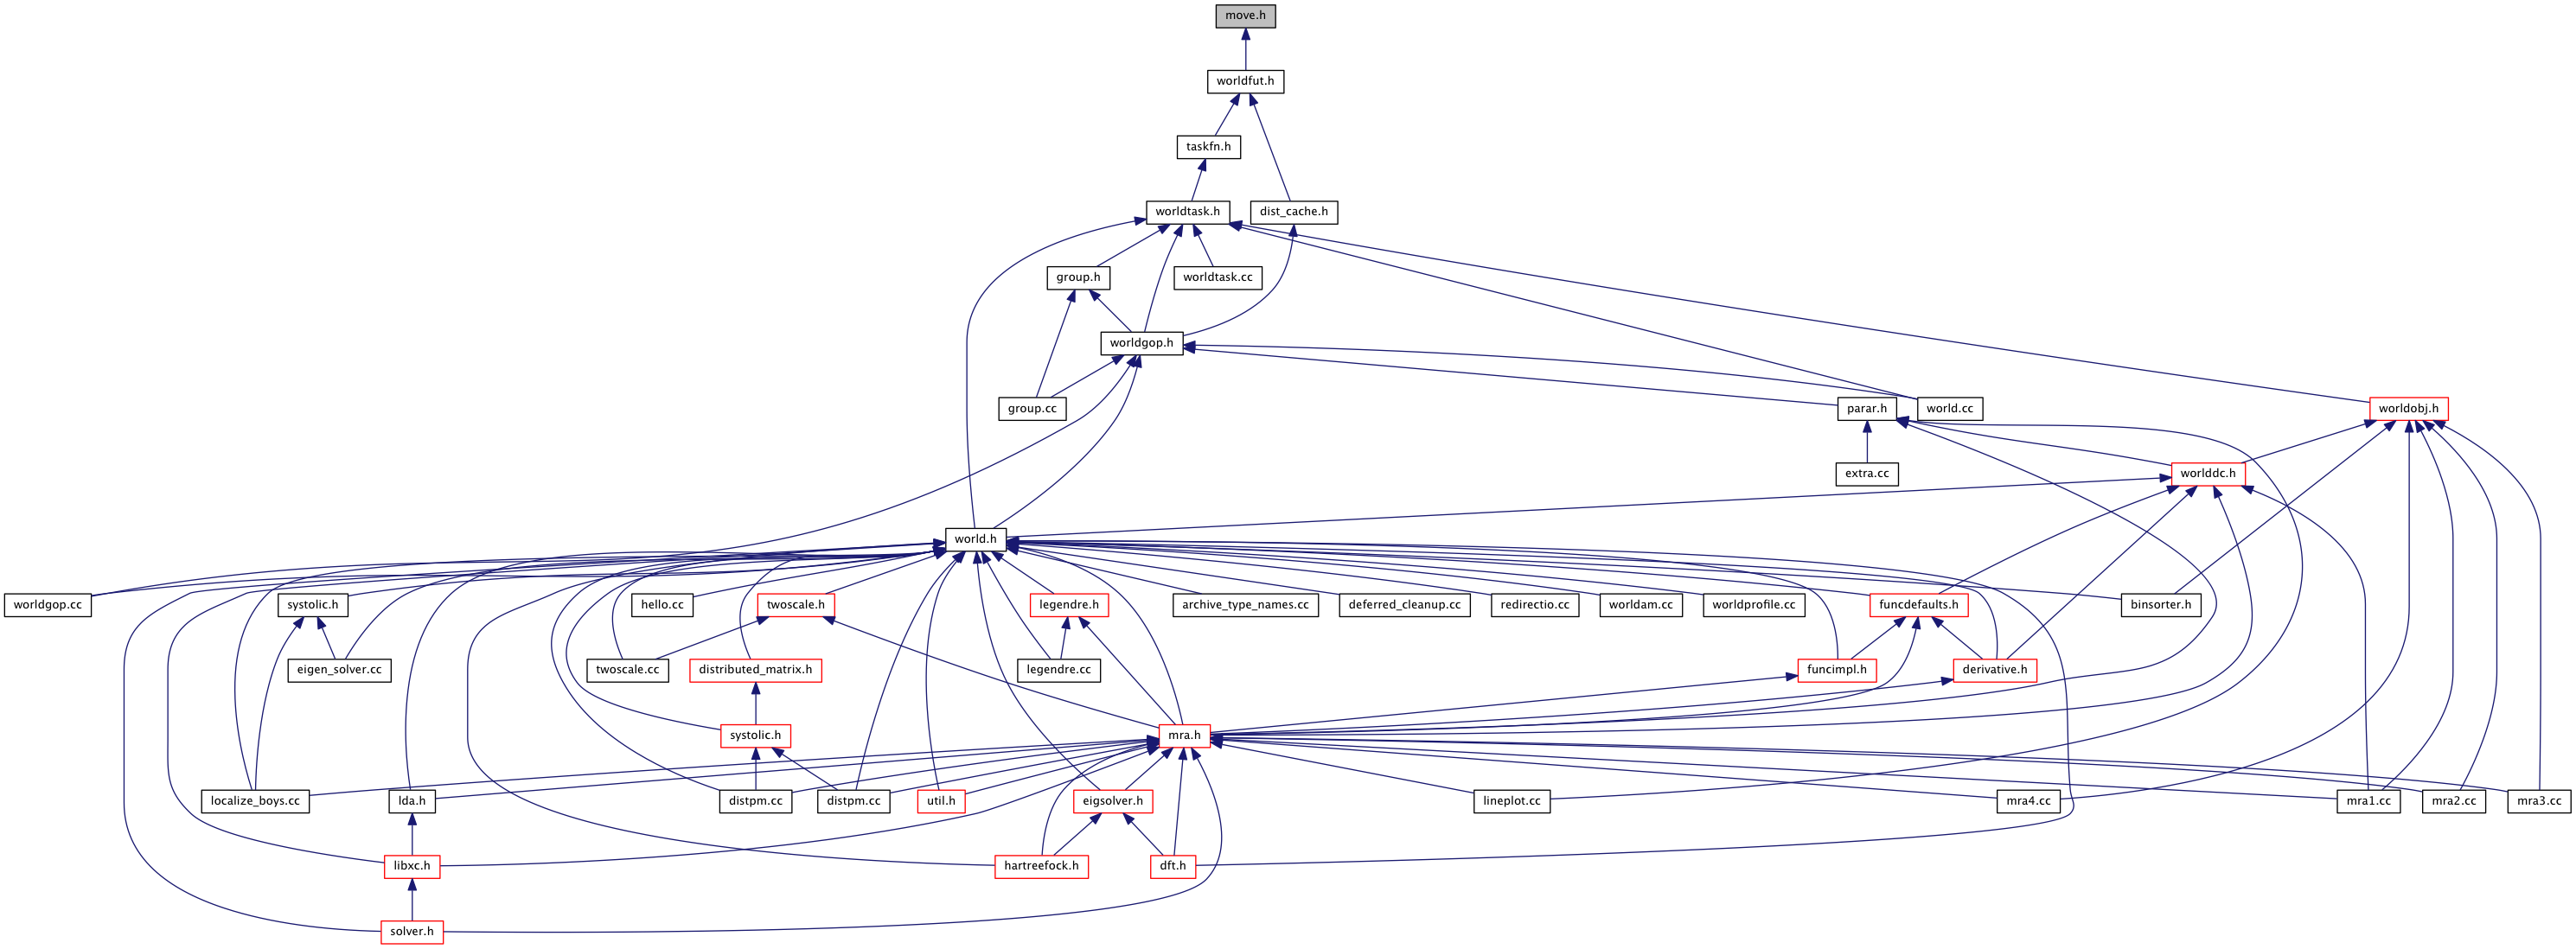 move.h
worldfut.h
taskfn.h
worldtask.h
dist_cache.h
group.h
worldtask.cc
worldgop.h
group.cc
parar.h
world.cc
worldobj.h
extra.cc
worlddc.h
world.h
worldgop.cc
systolic.h
hello.cc
twoscale.h
legendre.h
archive_type_names.cc
deferred_cleanup.cc
redirectio.cc
worldam.cc
worldprofile.cc
funcdefaults.h
binsorter.h
eigen_solver.cc
twoscale.cc
distributed_matrix.h
legendre.cc
funcimpl.h
derivative.h
systolic.h
mra.h
localize_boys.cc
lda.h
distpm.cc
distpm.cc
util.h
eigsolver.h
lineplot.cc
mra4.cc
mra1.cc
mra2.cc
mra3.cc
libxc.h
hartreefock.h
dft.h
solver.h